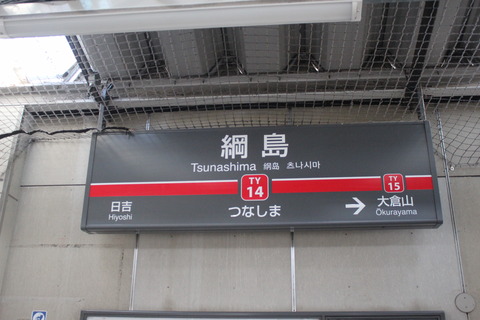 綱島
Tsunashima 纲岛 츠나시마
TY
14
つなしま
日吉
Hiyoshi
TY
15
→ 大倉山
Ōkurayama